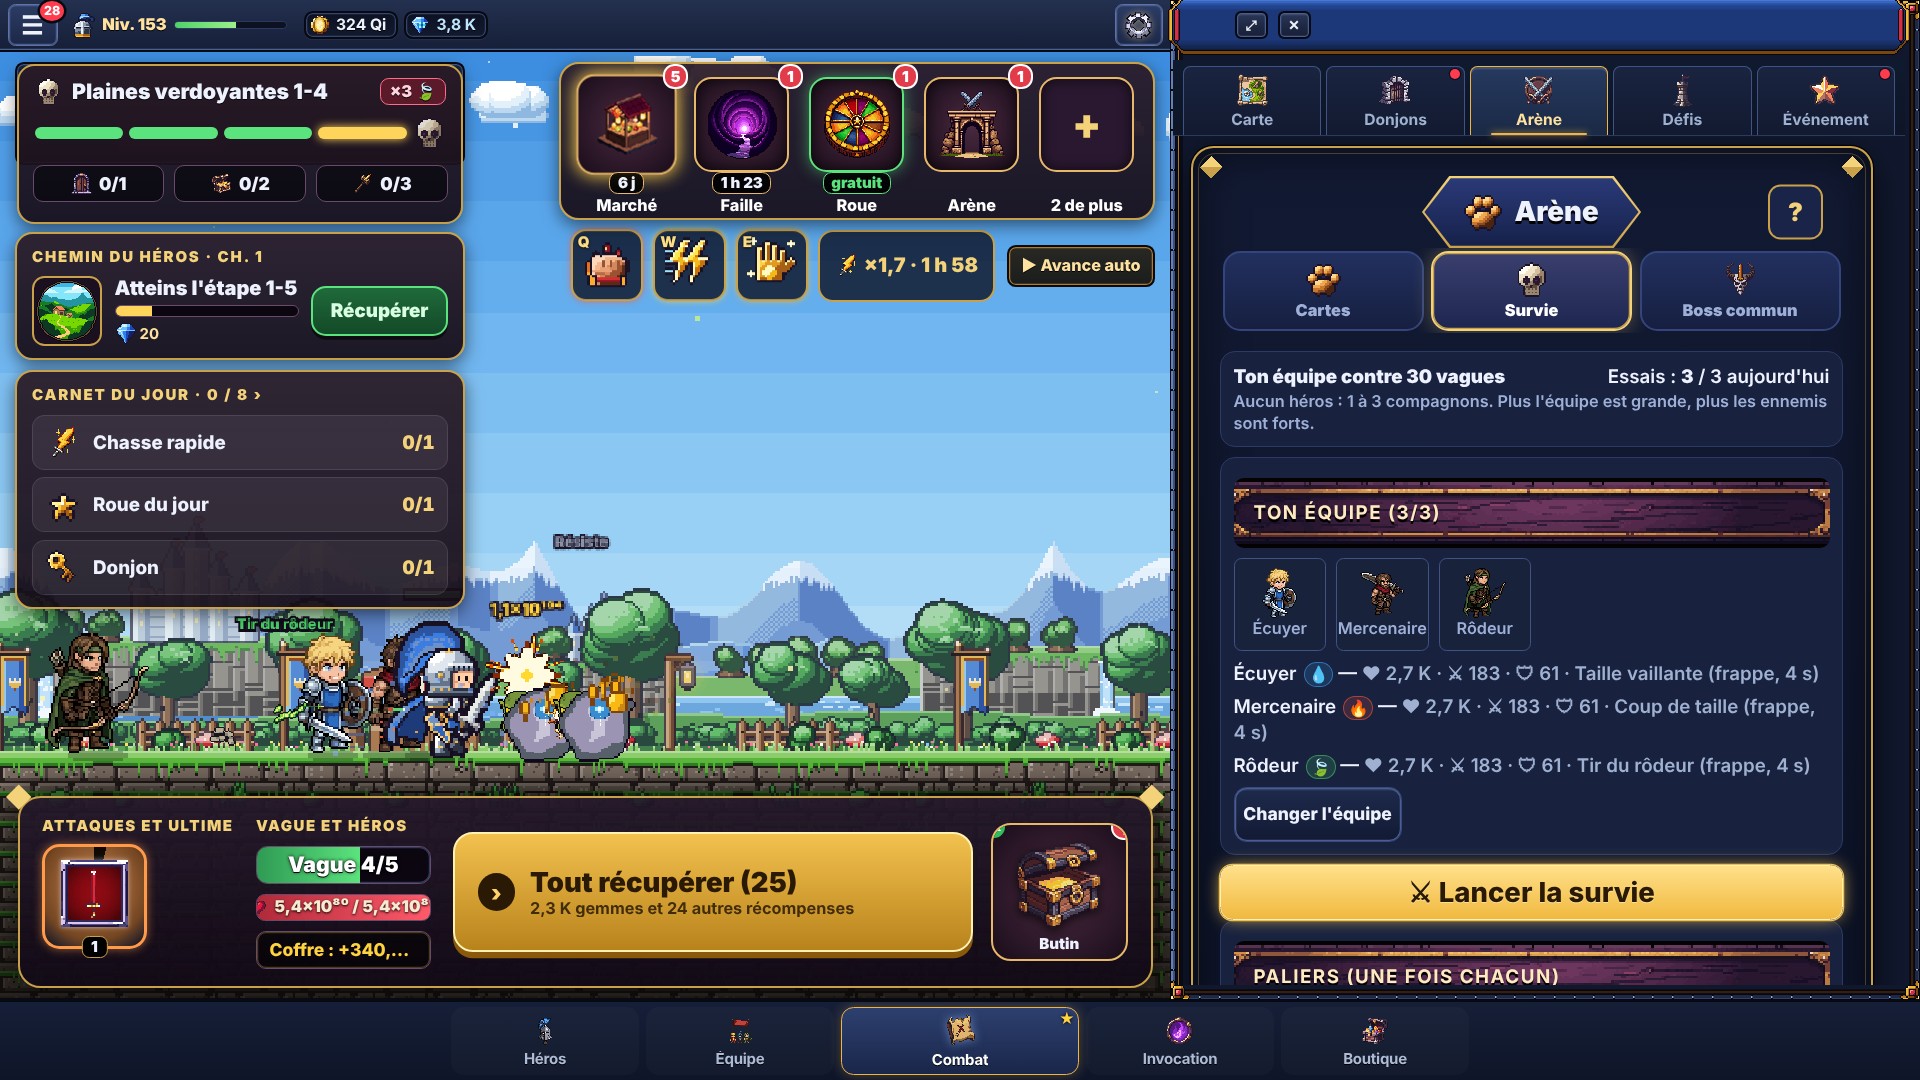 28
Niv. 153
324 Qi
3,8 K
Plaines verdoyantes 1-4
×3
0/1
0/2
0/3
CHEMIN DU HÉROS · CH. 1
Atteins l'étape 1-5
20
Récupérer
CARNET DU JOUR · 0 / 8 ›
Chasse rapide
0/1
Roue du jour
0/1
Donjon
0/1
5
1
1
1
6 j
1 h 23
gratuit
Marché
Faille
Roue
Arène
2 de plus
Q
W
E
×1,7 · 1 h 58
Avance auto
Résiste
1,1×10¹⁰⁴
Tir du rôdeur
ATTAQUES ET ULTIME
1
VAGUE ET HÉROS
Vague 4/5
5,4×10⁸⁰ / 5,4×10⁸
Coffre : +340,...
Tout récupérer (25)
2,3 K gemmes et 24 autres récompenses
Butin
Héros
Équipe
Combat
Invocation
Boutique
Carte
Donjons
Arène
Défis
Événement
Arène
?
Cartes
Survie
Boss commun
Ton équipe contre 30 vagues
Essais : 3 / 3 aujourd'hui
Aucun héros : 1 à 3 compagnons. Plus l'équipe est grande, plus les ennemis
sont forts.
TON ÉQUIPE (3/3)
Écuyer
Mercenaire
Rôdeur
Écuyer — 2,7 K · 183 · 61 · Taille vaillante (frappe, 4 s)
Mercenaire — 2,7 K · 183 · 61 · Coup de taille (frappe,
4 s)
Rôdeur — 2,7 K · 183 · 61 · Tir du rôdeur (frappe, 4 s)
Changer l'équipe
Lancer la survie
PALIERS (UNE FOIS CHACUN)